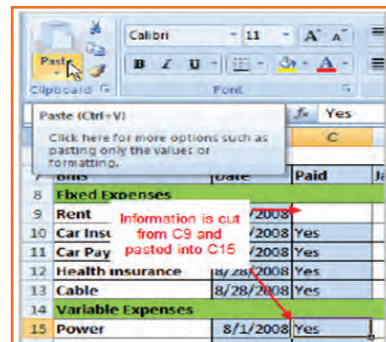 Calibri 11 A A
Paste B I U A
Clipboard Font
Paste (Ctrl+V) fx Yes
Click here for more options such as
pasting only the values or
formatting.
C
7 Bills Date Paid
8 Fixed Expenses
9 Rent /2008
Information is cut
from C9 and
pasted into C15
10 Car Insu /2008 Yes
11 Car Pay /2008 Yes
12 Health insurance 8/28/2008 Yes
13 Cable 8/28/2008 Yes
14 Variable Expenses
15 Power 8/1/2008 Yes